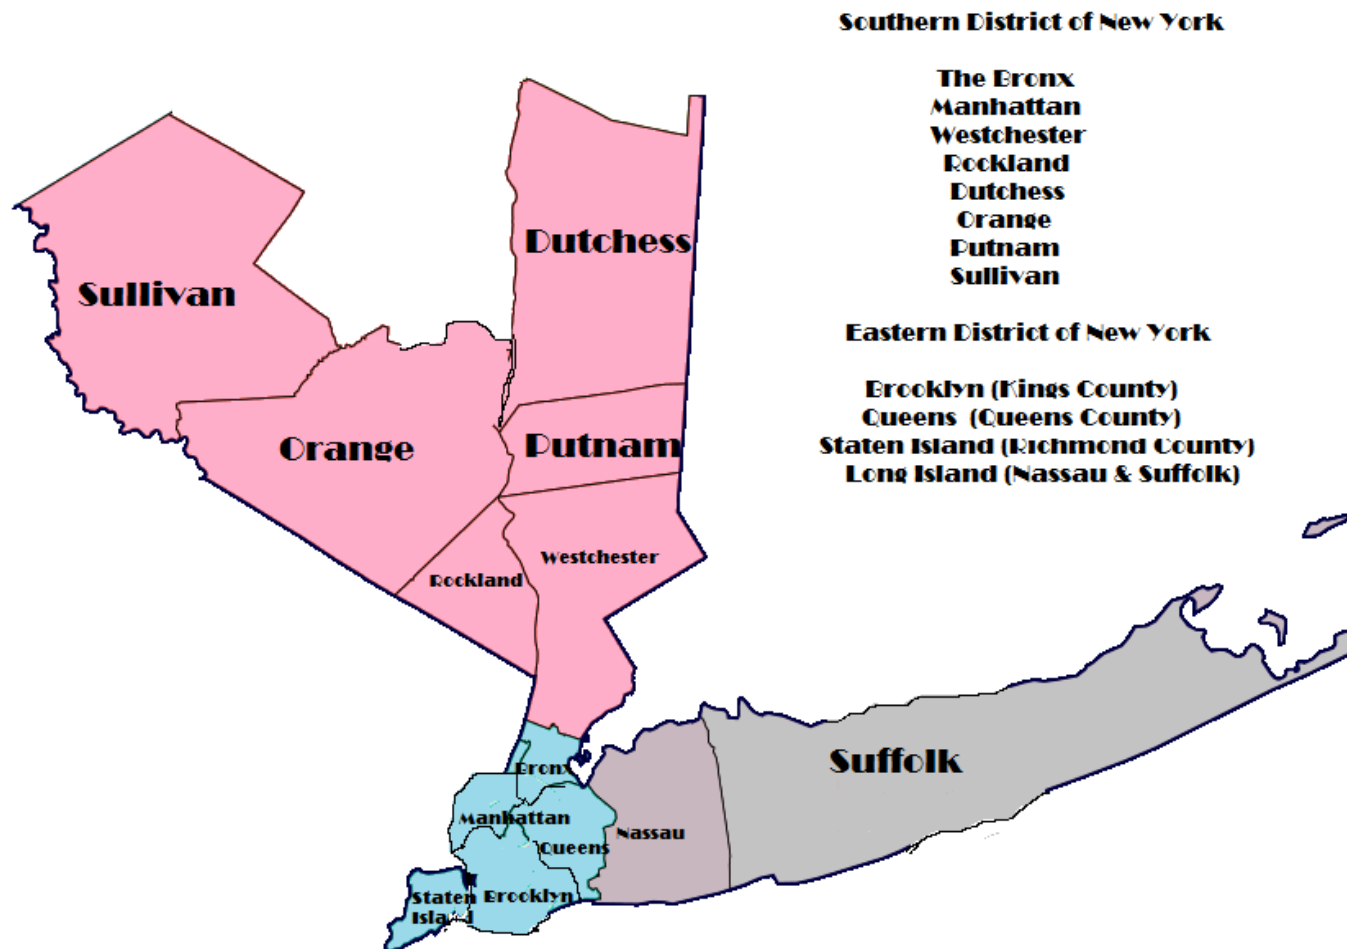 Southern District of New York
The Bronx
Manhattan
Westchester
Rockland
Dutchess
Orange
Putnam
Sullivan
Eastern District of New York
Brooklyn (Kings County)
Queens (Queens County)
Staten Island (Richmond County)
Long Island (Nassau & Suffolk)
Dutchess
Sullivan
Orange
Putnam
Westchester
Rockland
Suffolk
Bronx
Manhattan
Nassau
Queens
Staten
Island
Brooklyn